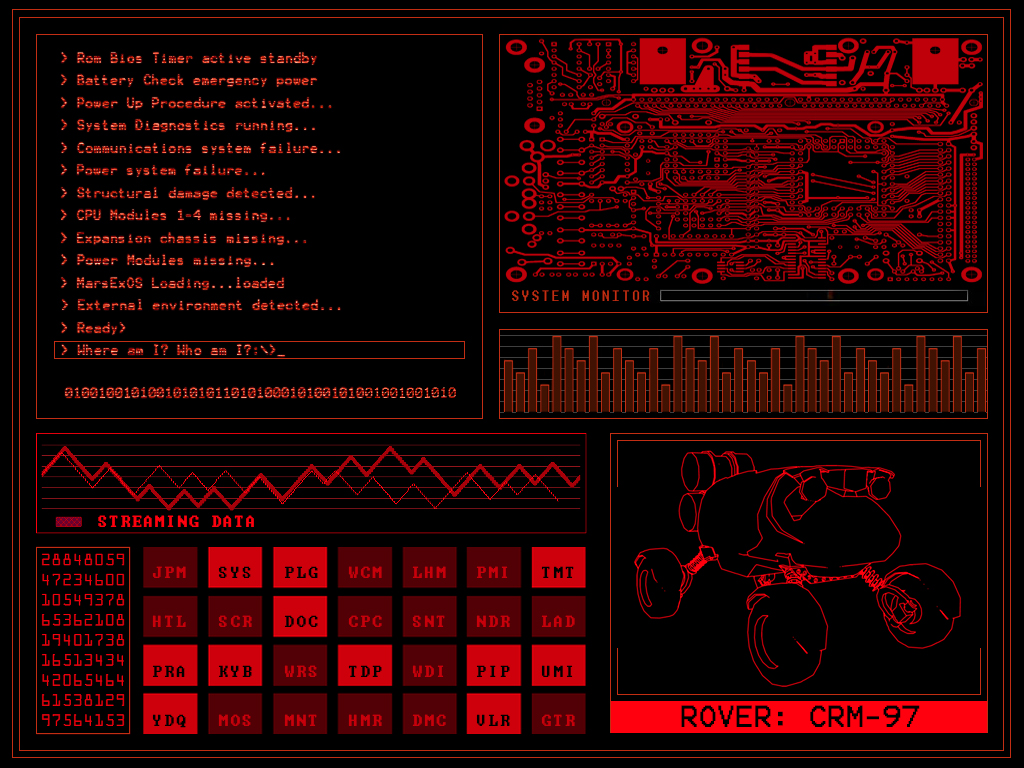 > Rom Bios Timer active standby
> Battery Check emergency power
> Power Up Procedure activated...
> System Diagnostics running...
> Communications system failure...
> Power system failure...
> Structural damage detected...
> CPU Modules 1-4 missing...
> Expansion chassis missing...
> Power Modules missing...
> MarsExOS Loading...loaded
> External environment detected...
> Ready>
> Where am I? Who am I?:\>_
SYSTEM MONITOR
STREAMING DATA
28848059
47234600
10549378
65362108
19401738
16513434
42065464
61538129
97564153
JPM SYS PLG WCM LHM PMI TMT
HTL SCR DOC CPC SNT NDR LAD
PRA KYB WRS TDP WDI PIP UMI
YDQ MOS MNT HMR DMC VLR GTR
ROVER: CRM-97